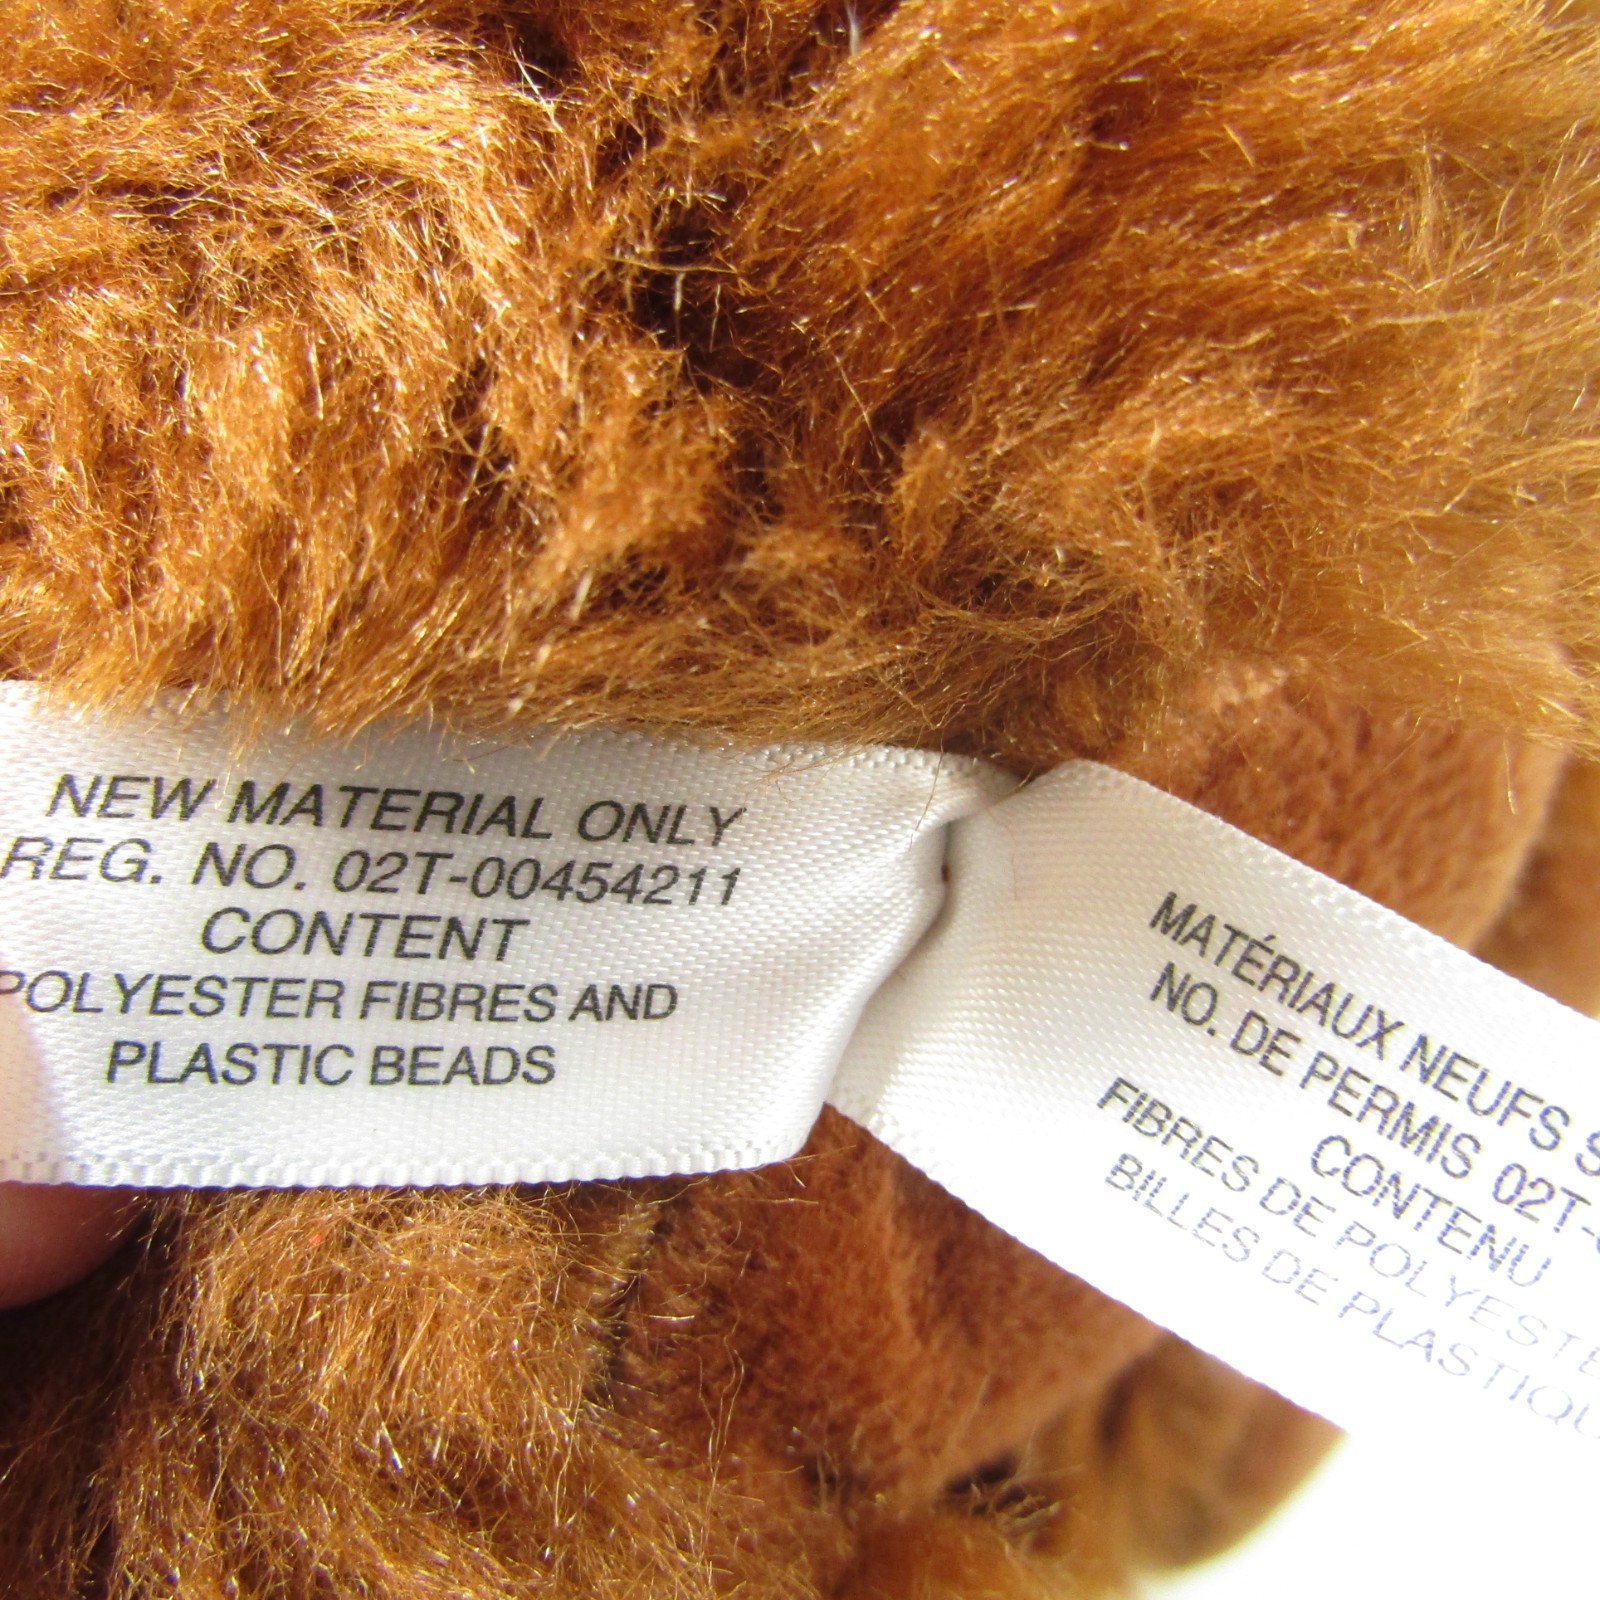 NEW MATERIAL ONLY
REG. NO. 02T-00454211
CONTENT
POLYESTER FIBRES AND
PLASTIC BEADS
MATÉRIAUX NEUFS
NO. DE PERMIS 02T-
CONTENU
FIBRES DE POLYESTE
BILLES DE PLASTIQU